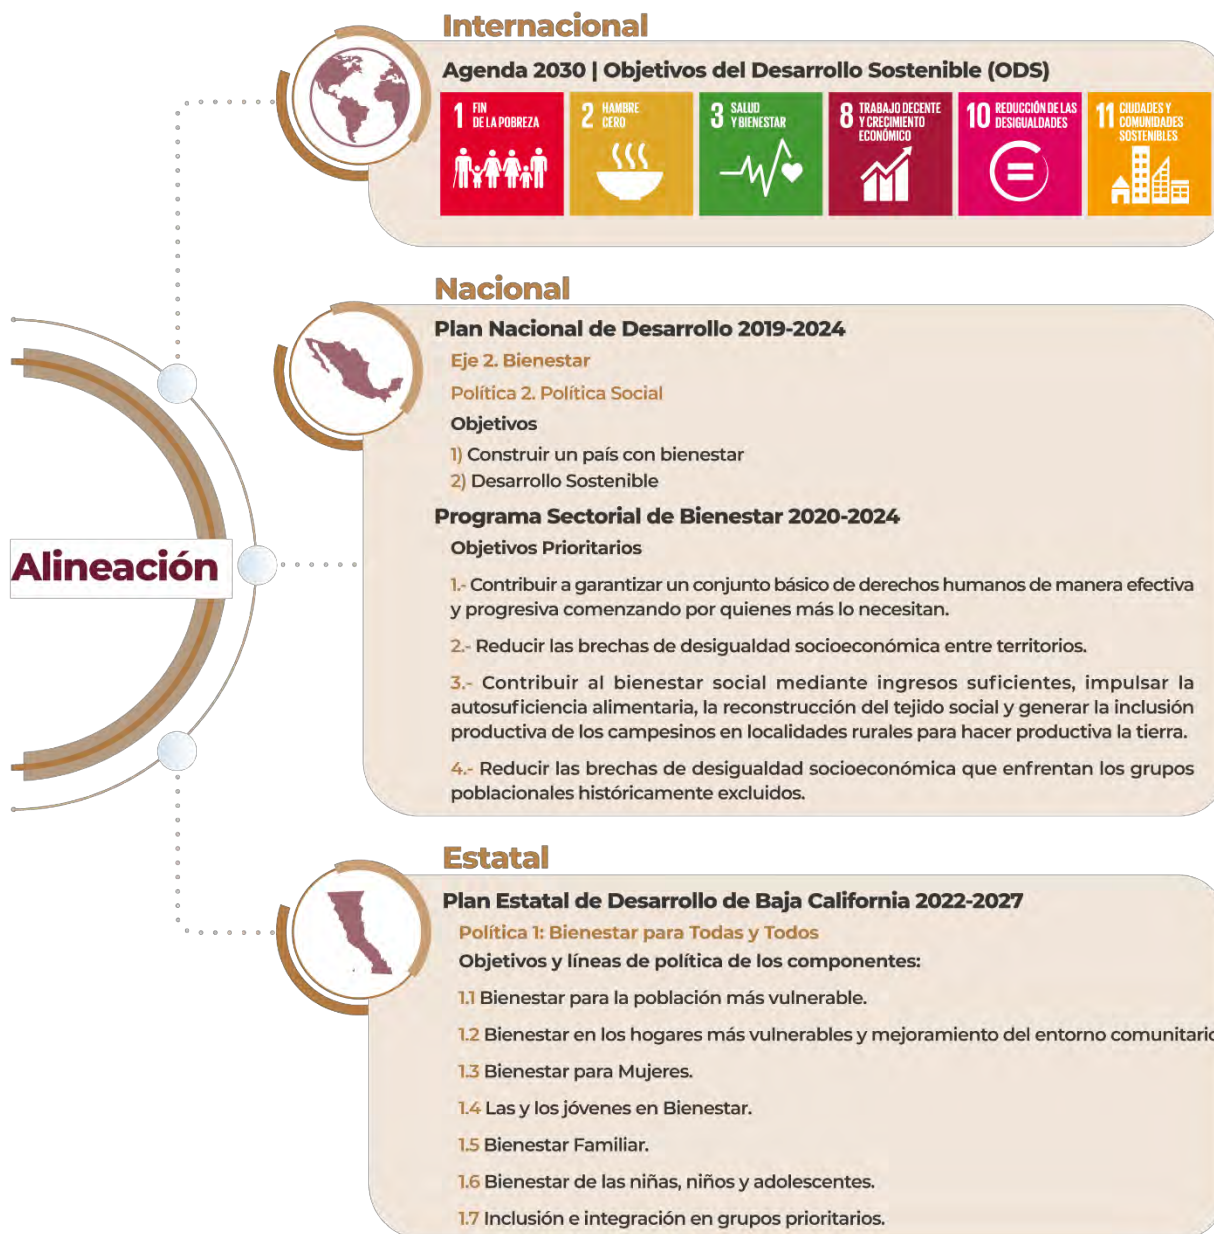 Internacional
Agenda 2030 | Objetivos del Desarrollo Sostenible (ODS)
1 FIN DE LA POBREZA
2 HAMBRE CERO
3 SALUD Y BIENESTAR
8 TRABAJO DECENTE Y CRECIMIENTO ECONÓMICO
10 REDUCCIÓN DE LAS DESIGUALDADES
11 CIUDADES Y COMUNIDADES SOSTENIBLES
Nacional
Plan Nacional de Desarrollo 2019-2024
Eje 2. Bienestar
Política 2. Política Social
Objetivos
1) Construir un país con bienestar
2) Desarrollo Sostenible
Programa Sectorial de Bienestar 2020-2024
Objetivos Prioritarios
1.- Contribuir a garantizar un conjunto básico de derechos humanos de manera efectiva
y progresiva comenzando por quienes más lo necesitan.
2.- Reducir las brechas de desigualdad socioeconómica entre territorios.
3.- Contribuir al bienestar social mediante ingresos suficientes, impulsar la
autosuficiencia alimentaria, la reconstrucción del tejido social y generar la inclusión
productiva de los campesinos en localidades rurales para hacer productiva la tierra.
4.- Reducir las brechas de desigualdad socioeconómica que enfrentan los grupos
poblacionales históricamente excluidos.
Alineación
Estatal
Plan Estatal de Desarrollo de Baja California 2022-2027
Política 1: Bienestar para Todas y Todos
Objetivos y líneas de política de los componentes:
1.1 Bienestar para la población más vulnerable.
1.2 Bienestar en los hogares más vulnerables y mejoramiento del entorno comunitario
1.3 Bienestar para Mujeres.
1.4 Las y los jóvenes en Bienestar.
1.5 Bienestar Familiar.
1.6 Bienestar de las niñas, niños y adolescentes.
1.7 Inclusión e integración en grupos prioritarios.